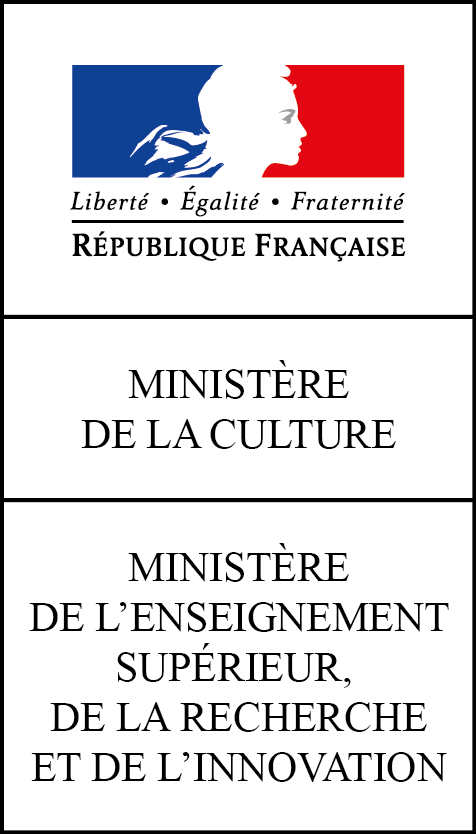 Liberté • Égalité • Fraternité
RÉPUBLIQUE FRANÇAISE
MINISTÈRE
DE LA CULTURE
MINISTÈRE
DE L’ENSEIGNEMENT
SUPÉRIEUR,
DE LA RECHERCHE
ET DE L’INNOVATION